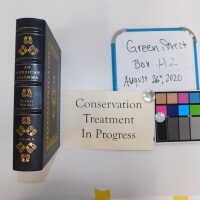 AN
AMERICAN
DILEMMA
Green Street
Box H2
August 26, 2020
Conservation
Treatment
In Progress